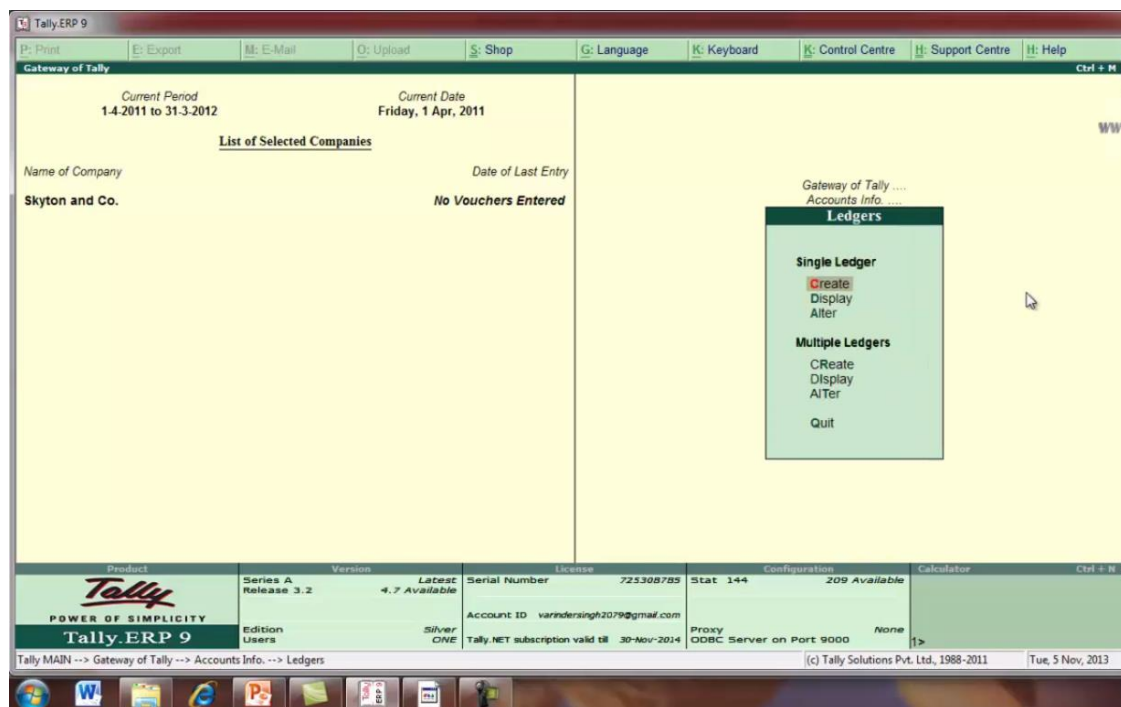 Tally.ERP 9
P: Print E: Export M: E-Mail O: Upload S: Shop G: Language K: Keyboard K: Control Centre H: Support Centre H: Help
Gateway of Tally Ctrl + M
Current Period Current Date
1-4-2011 to 31-3-2012 Friday, 1 Apr, 2011
List of Selected Companies
Name of Company Date of Last Entry
Skyton and Co. No Vouchers Entered
Gateway of Tally ....
Accounts Info. ....
Ledgers
Single Ledger
Create
Display
Alter
Multiple Ledgers
CReate
DIsplay
AlTer
Quit
Product Version License Configuration Calculator Ctrl + N
Tally
POWER OF SIMPLICITY
Tally.ERP 9
Series A Latest
Release 3.2 4.7 Available
Edition Silver
Users ONE
Serial Number 725308785
Account ID varindersingh2079@gmail.com
Tally.NET subscription valid till 30-Nov-2014
Stat 144 209 Available
Proxy None
ODBC Server on Port 9000
1>
Tally MAIN --> Gateway of Tally --> Accounts Info. --> Ledgers (c) Tally Solutions Pvt. Ltd., 1988-2011 Tue, 5 Nov, 2013